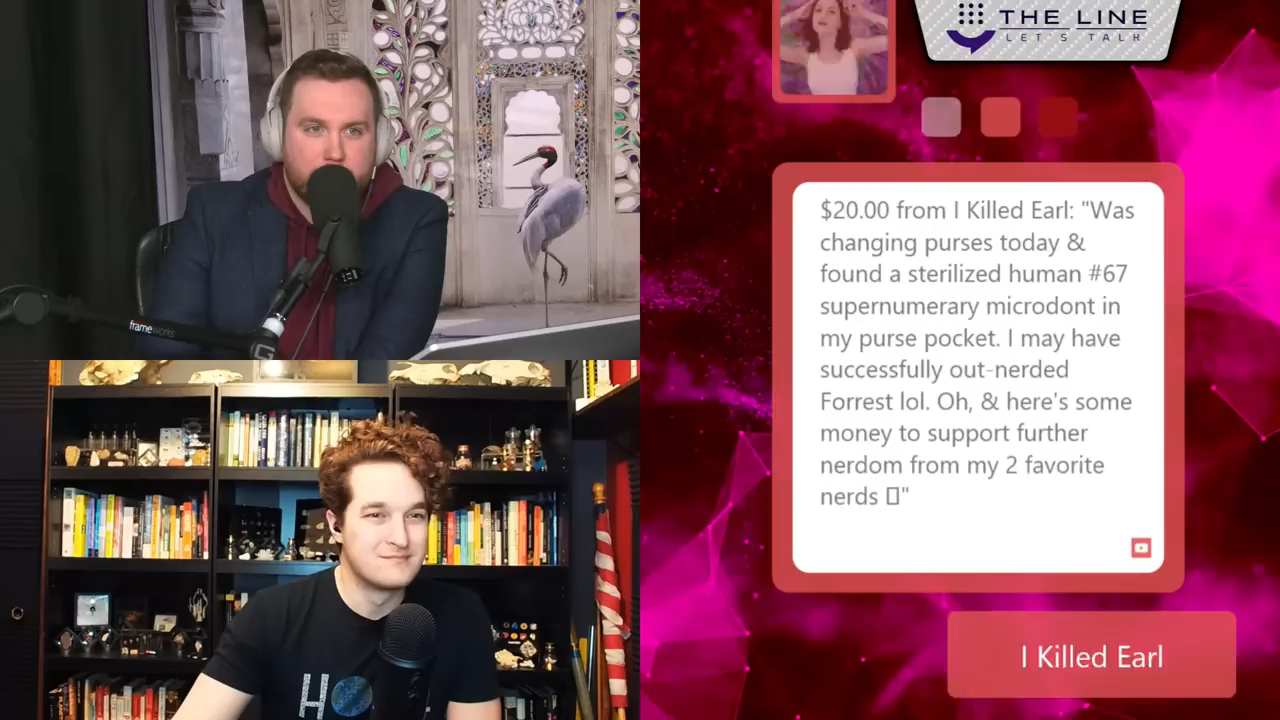 THE LINE
LET'S TALK
$20.00 from I Killed Earl: "Was
changing purses today &
found a sterilized human #67
supernumerary microdont in
my purse pocket. I may have
successfully out-nerded
Forrest lol. Oh, & here's some
money to support further
nerdom from my 2 favorite
nerds "
I Killed Earl
frameworks